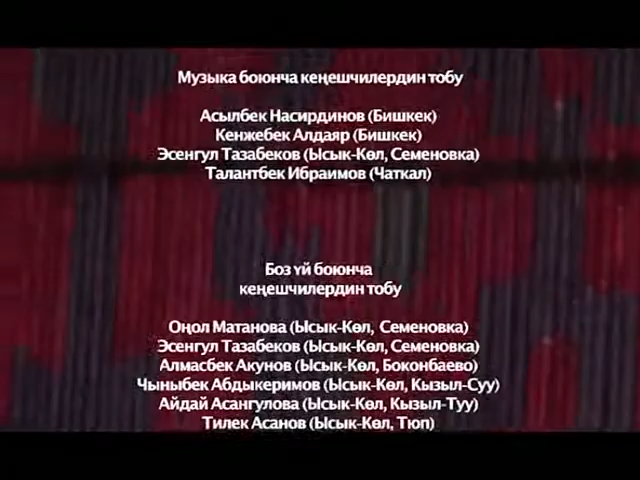 Музыка боюнча кеңешчилердин тобу
Асылбек Насирдинов (Бишкек)
Кенжебек Алдаяр (Бишкек)
Эсенгул Тазабеков (Ысык-Көл, Семеновка)
Талантбек Ибраимов (Чаткал)
Боз үй боюнча
кеңешчилердин тобу
Оңол Матанова (Ысык-Көл, Семеновка)
Эсенгул Тазабеков (Ысык-Көл, Семеновка)
Алмасбек Акунов (Ысык-Көл, Боконбаево)
Чыныбек Абдыкеримов (Ысык-Көл, Кызыл-Суу)
Айдай Асангулова (Ысык-Көл, Кызыл-Туу)
Тилек Асанов (Ысык-Көл, Тюп)